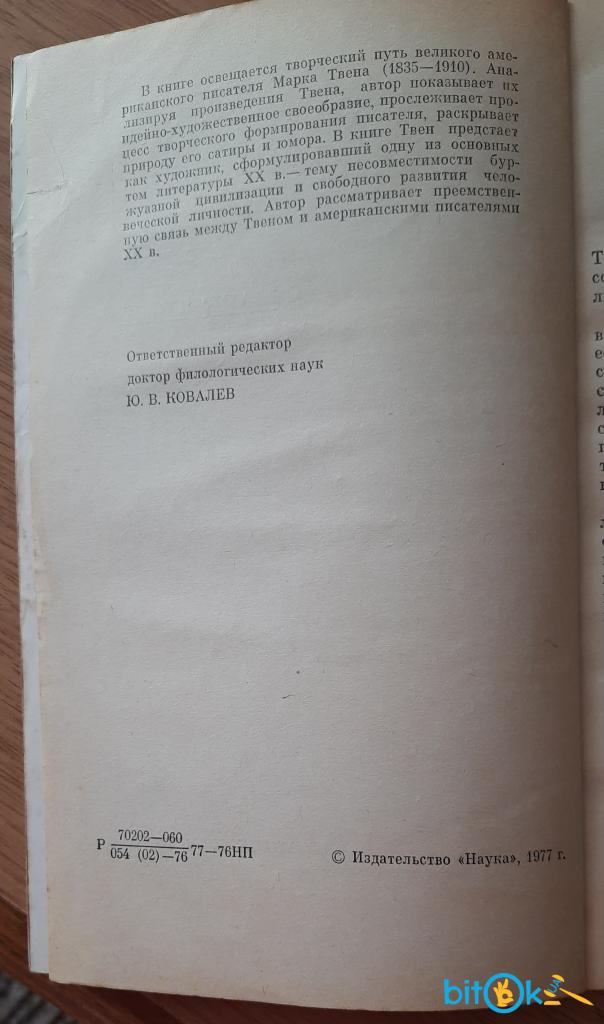 В книге освещается творческий путь великого аме-
риканского писателя Марка Твена (1835—1910). Ана-
лизируя произведения Твена, автор показывает их
идейно-художественное своеобразие, прослеживает про-
цесс творческого формирования писателя, раскрывает
природу его сатиры и юмора. В книге Твен предстает
как художник, сформулировавший одну из основных
тем литературы XX в.— тему несовместимости бур-
жуазной цивилизации и свободного развития чело-
веческой личности. Автор рассматривает преемствен-
ную связь между Твеном и американскими писателями
XX в.
Ответственный редактор
доктор филологических наук
Ю. В. КОВАЛЕВ
Р 70202—060
054 (02)—76 77—76НП
© Издательство «Наука», 1977 г.
bitok.ua